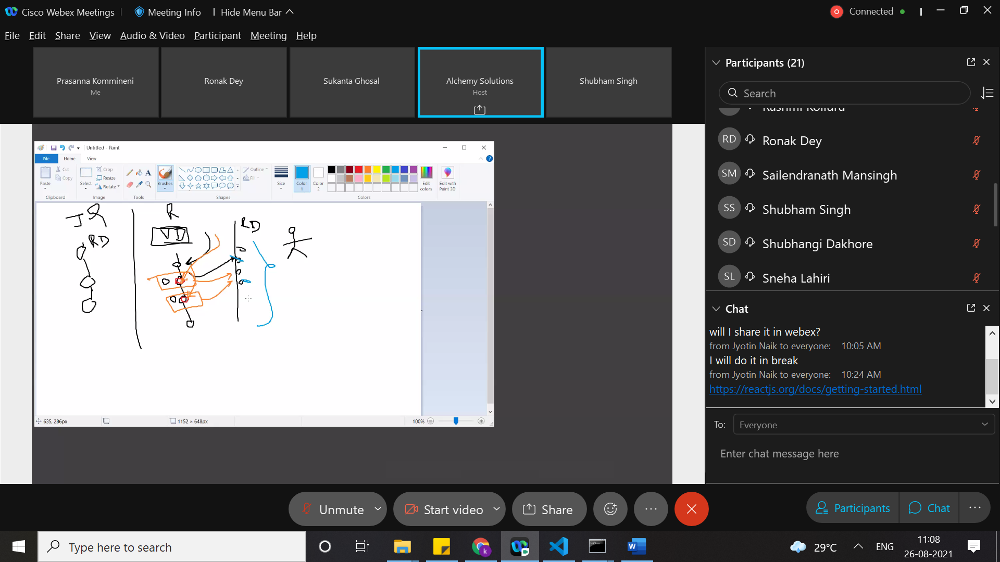 Cisco Webex Meetings
Meeting Info
Hide Menu Bar
Connected
File Edit Share View Audio & Video Participant Meeting Help
Prasanna Kommineni
Me
Ronak Dey
Sukanta Ghosal
Alchemy Solutions
Host
Shubham Singh
Untitled - Paint
File Home View
Paste
Cut
Copy
Clipboard
Select
Crop
Resize
Rotate
Image
Tools
Brushes
Shapes
Outline
Fill
Size
Color 1
Color 2
Colors
Edit colors
Edit with Paint 3D
R
VD
RD
RD
635, 286px
1152 × 648px
100%
Participants (21)
Search
Rashmi Kolluru
RD Ronak Dey
SM Sailendranath Mansingh
SS Shubham Singh
SD Shubhangi Dakhore
SL Sneha Lahiri
Chat
will I share it in webex?
from Jyotin Naik to everyone: 10:05 AM
I will do it in break
from Jyotin Naik to everyone: 10:24 AM
https://reactjs.org/docs/getting-started.html
To: Everyone
Enter chat message here
Unmute
Start video
Share
Participants
Chat
Type here to search
29°C
ENG
11:08
26-08-2021